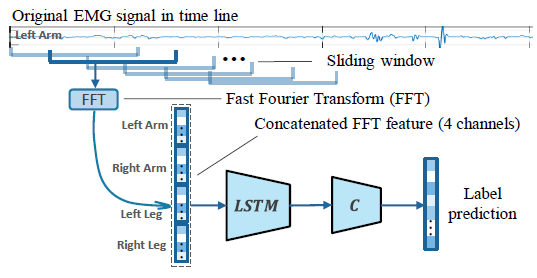 Original EMG signal in time line
Left Arm
Sliding window
FFT
Fast Fourier Transform (FFT)
Left Arm
Concatenated FFT feature (4 channels)
Right Arm
LSTM
C
Label
prediction
Left Leg
Right Leg